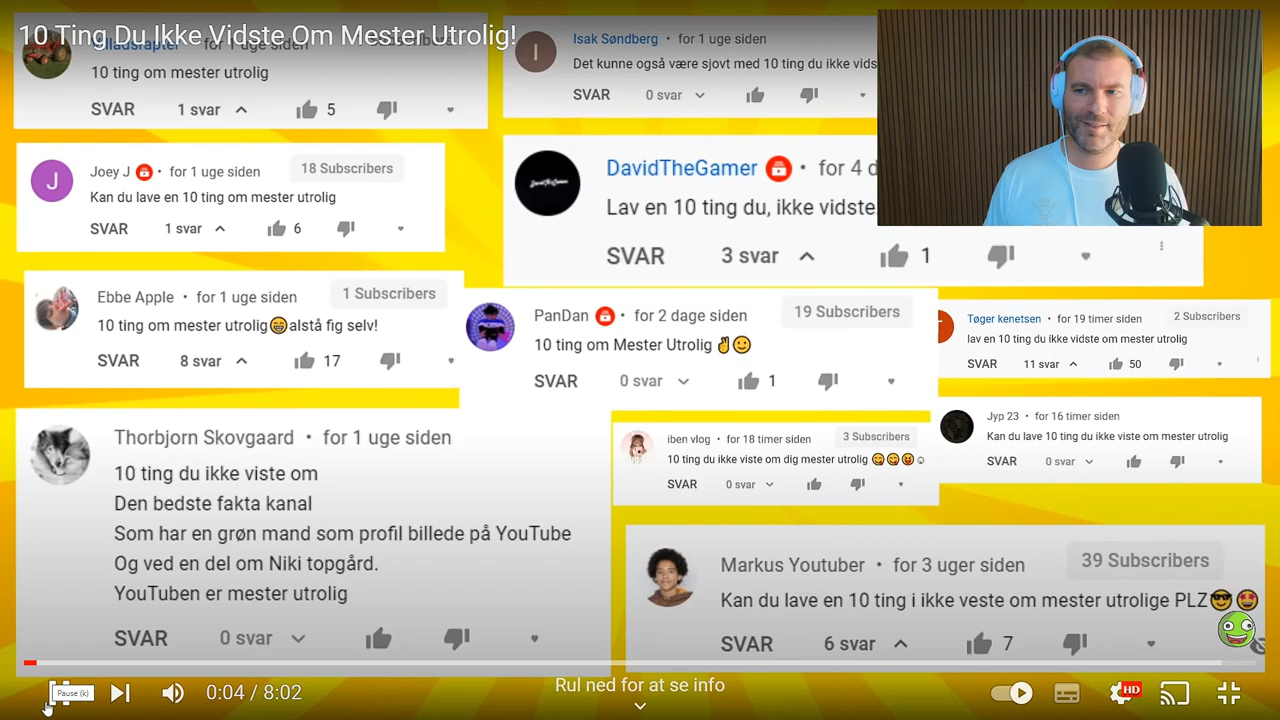 10 Ting Du Ikke Vidste Om Mester Utrolig!
for 1 uge siden
10 ting om mester utrolig
SVAR 1 svar 5
Isak Søndberg • for 1 uge siden
Det kunne også være sjovt med 10 ting du ikke vids
SVAR 0 svar
Joey J • for 1 uge siden 18 Subscribers
Kan du lave en 10 ting om mester utrolig
SVAR 1 svar 6
DavidTheGamer • for 4 d
Lav en 10 ting du, ikke vidste
SVAR 3 svar 1
Ebbe Apple • for 1 uge siden 1 Subscribers
10 ting om mester utrolig😁alstå fig selv!
SVAR 8 svar 17
PanDan • for 2 dage siden 19 Subscribers
10 ting om Mester Utrolig ✌🙂
SVAR 0 svar 1
Tøger kenetsen • for 19 timer siden 2 Subscribers
lav en 10 ting du ikke vidste om mester utrolig
SVAR 11 svar 50
Thorbjorn Skovgaard • for 1 uge siden
10 ting du ikke viste om
Den bedste fakta kanal
Som har en grøn mand som profil billede på YouTube
Og ved en del om Niki topgård.
YouTuben er mester utrolig
SVAR 0 svar
iben vlog • for 18 timer siden 3 Subscribers
10 ting du ikke viste om dig mester utrolig 😋😋😝☺
SVAR 0 svar
Jyp 23 • for 16 timer siden
Kan du lave 10 ting du ikke viste om mester utrolig
SVAR 0 svar
Markus Youtuber • for 3 uger siden 39 Subscribers
Kan du lave en 10 ting i ikke veste om mester utrolige PLZ😎🤩
SVAR 6 svar 7
Pause (k) 0:04 / 8:02
Rul ned for at se info
HD